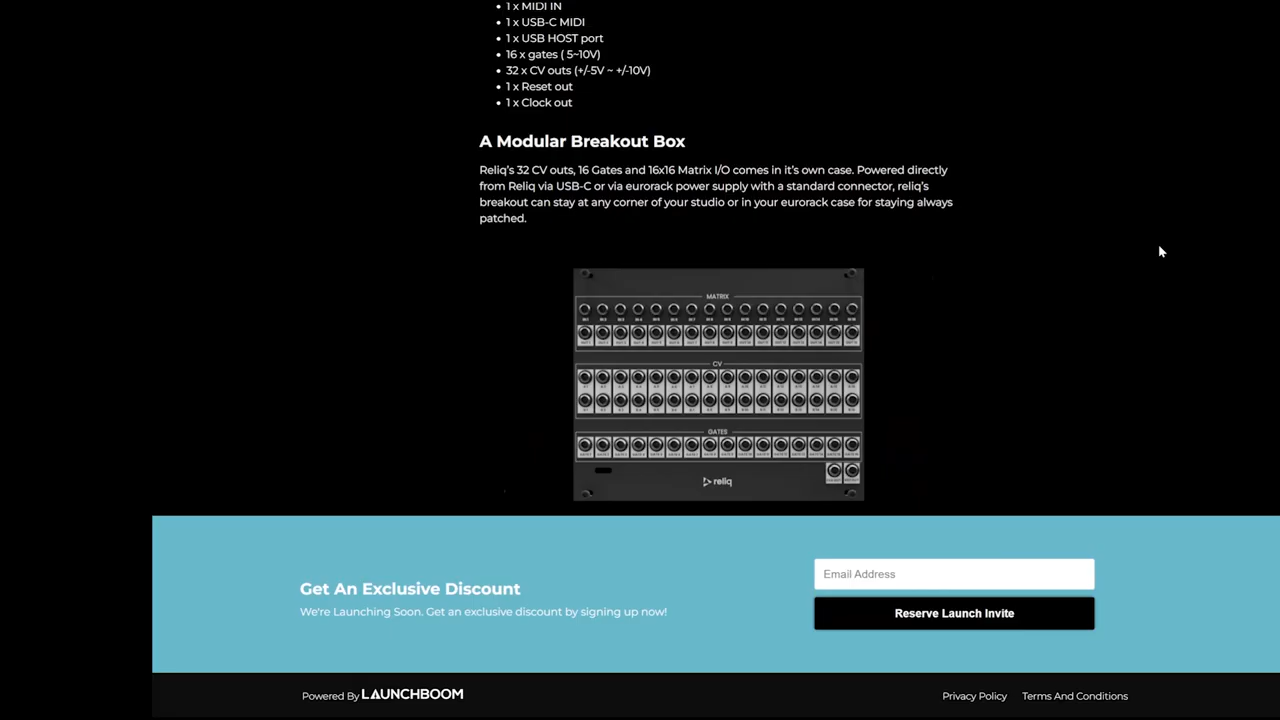 1 x MIDI IN
1 x USB-C MIDI
1 x USB HOST port
16 x gates ( 5~10V)
32 x CV outs (+/-5V ~ +/-10V)
1 x Reset out
1 x Clock out
A Modular Breakout Box
Reliq's 32 CV outs, 16 Gates and 16x16 Matrix I/O comes in it's own case. Powered directly
from Reliq via USB-C or via eurorack power supply with a standard connector, reliq's
breakout can stay at any corner of your studio or in your eurorack case for staying always
patched.
MATRIX
CV
GATES
reliq
Get An Exclusive Discount
We're Launching Soon. Get an exclusive discount by signing up now!
Email Address
Reserve Launch Invite
Powered By LAUNCHBOOM
Privacy Policy Terms And Conditions